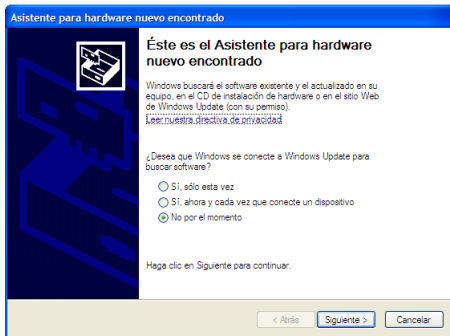 Asistente para hardware nuevo encontrado
Éste es el Asistente para hardware
nuevo encontrado
Windows buscará el software existente y el actualizado en su
equipo, en el CD de instalación de hardware o en el sitio Web
de Windows Update (con su permiso).
Leer nuestra directiva de privacidad
¿Desea que Windows se conecte a Windows Update para
buscar software?
Sí, sólo esta vez
Sí, ahora y cada vez que conecte un dispositivo
No por el momento
Haga clic en Siguiente para continuar.
< Atrás Siguiente > Cancelar